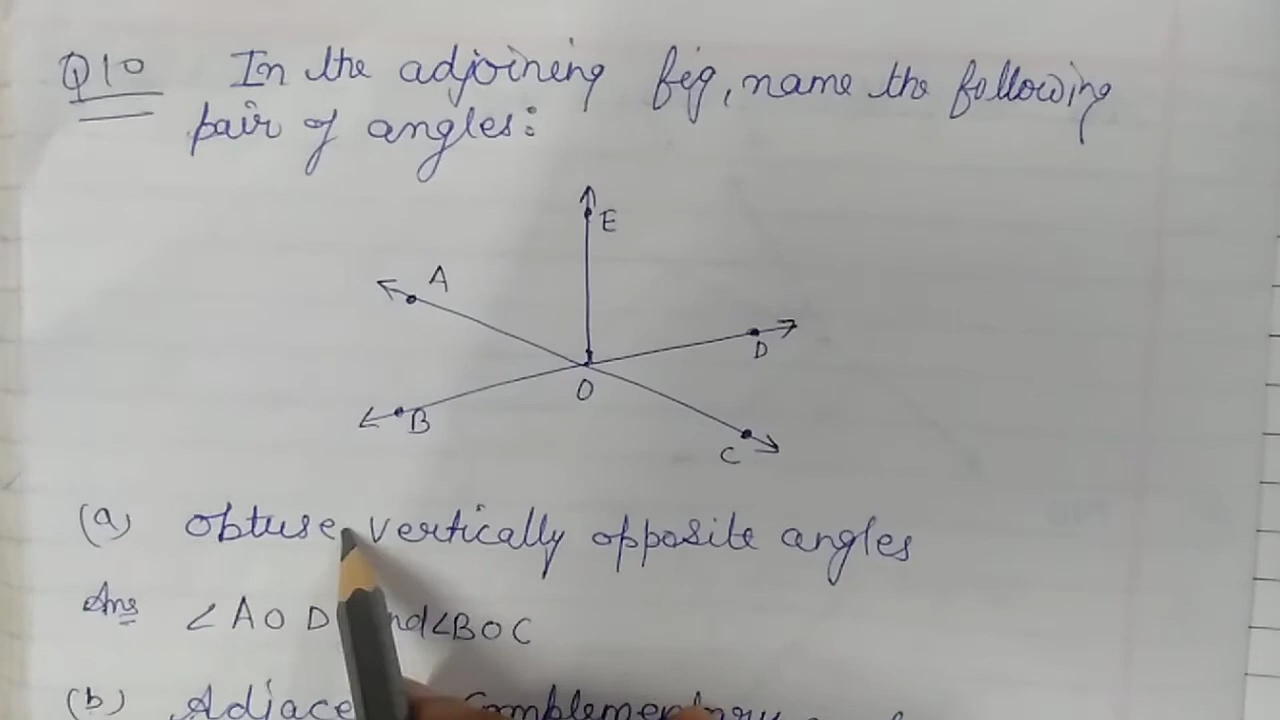 Q10 In the adjoining fig, name the following
pair of angles:
E
A
D
O
B
C
(a) obtuse vertically opposite angles
Ans ∠AOD and ∠BOC
(b)